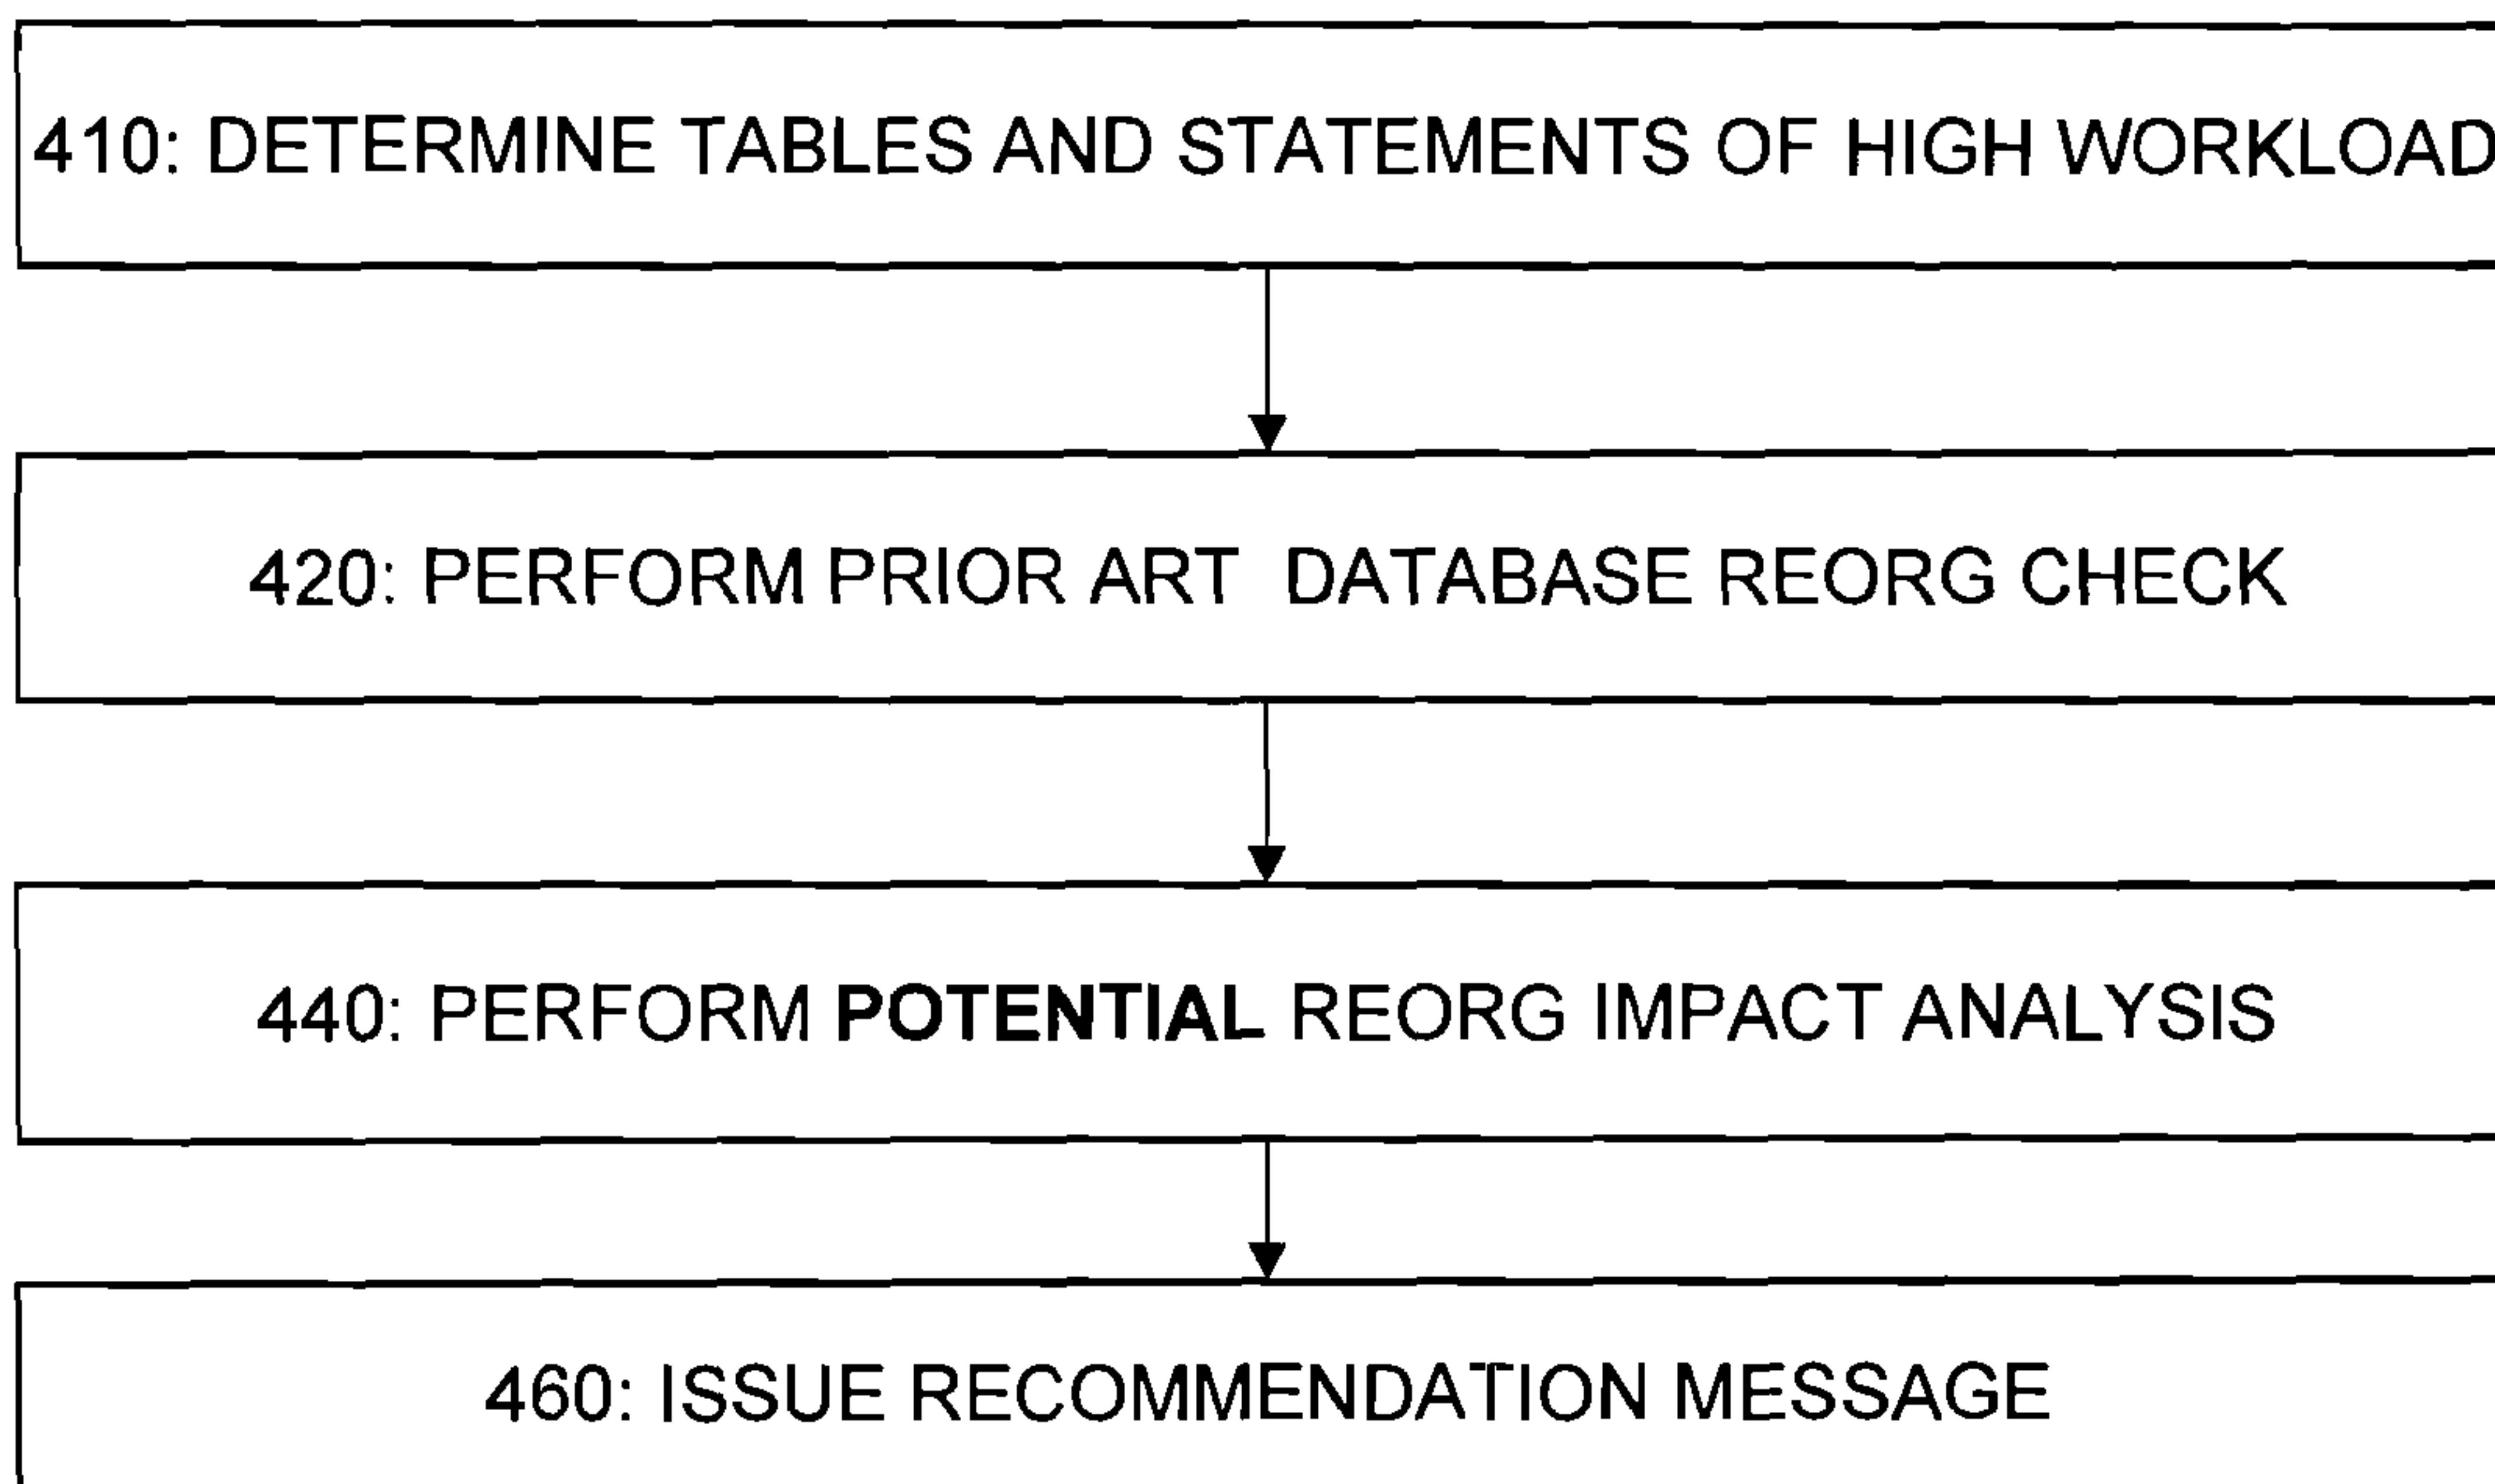 410: DETERMINE TABLES AND STATEMENTS OF HIGH WORKLOAD
420: PERFORM PRIOR ART DATABASE REORG CHECK
440: PERFORM POTENTIAL REORG IMPACT ANALYSIS
460: ISSUE RECOMMENDATION MESSAGE